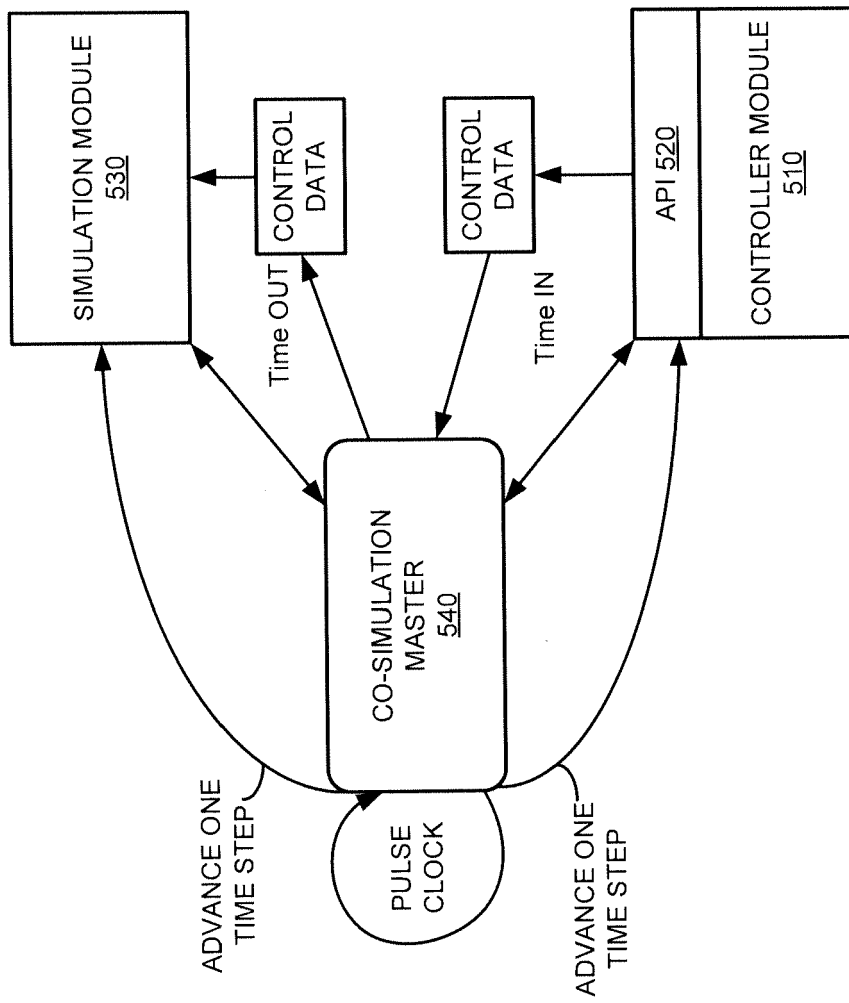 SIMULATION MODULE
530
CONTROL
DATA
Time OUT
CO-SIMULATION
MASTER
540
PULSE
CLOCK
ADVANCE ONE
TIME STEP
ADVANCE ONE
TIME STEP
CONTROL
DATA
Time IN
API 520
CONTROLLER MODULE
510